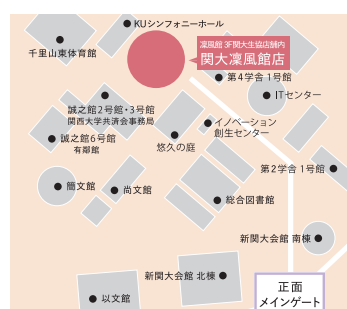 KUシンフォニーホール
千里山東体育館
凜風館 3F関大生協店舗内
関大凜風館店
第4学舎 1号館
ITセンター
誠之館2号館・3号館
関西大学共済会事務局
イノベーション
創生センター
誠之館6号館
有鄰館
悠久の庭
第2学舎 1号館
簡文館
尚文館
総合図書館
新関大会館 南棟
新関大会館 北棟
正面
メインゲート
以文館